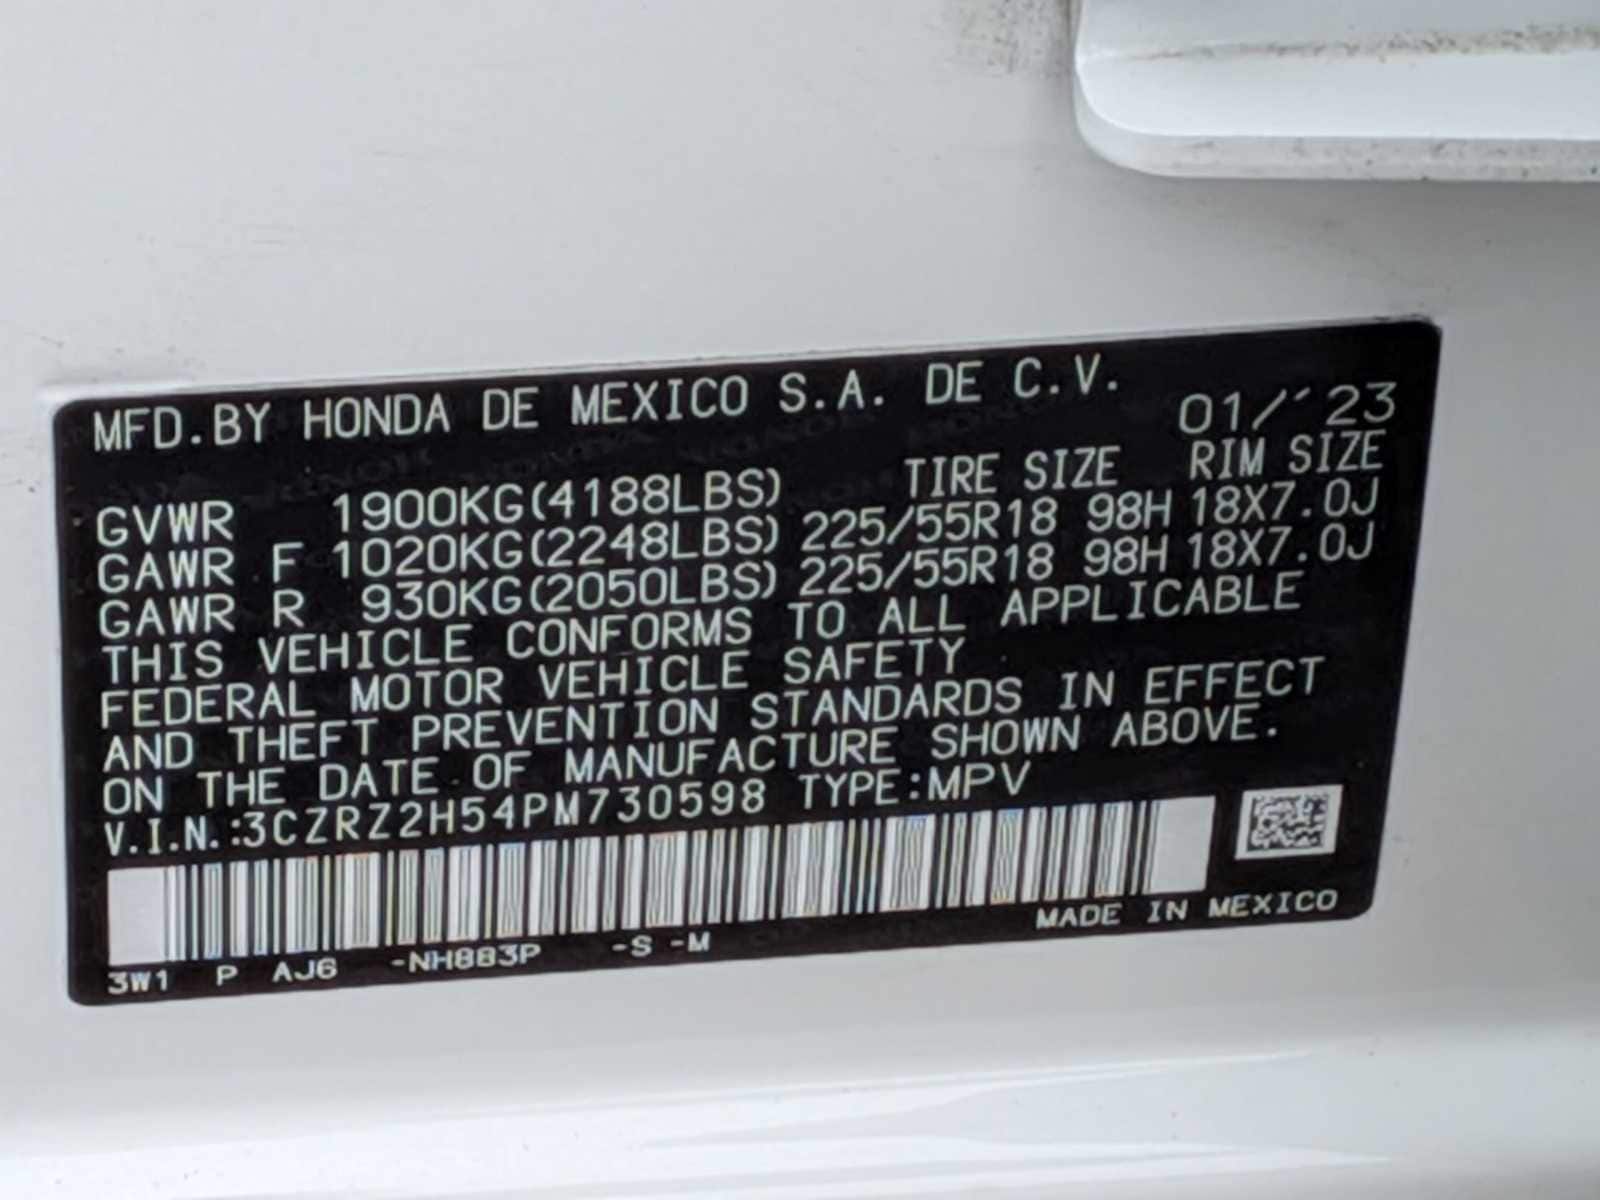 MFD.BY HONDA DE MEXICO S.A. DE C.V. 01/´23
TIRE SIZE RIM SIZE
GVWR 1900KG(4188LBS)
GAWR F 1020KG(2248LBS) 225/55R18 98H 18X7.0J
GAWR R 930KG(2050LBS) 225/55R18 98H 18X7.0J
THIS VEHICLE CONFORMS TO ALL APPLICABLE
FEDERAL MOTOR VEHICLE SAFETY
AND THEFT PREVENTION STANDARDS IN EFFECT
ON THE DATE OF MANUFACTURE SHOWN ABOVE.
V.I.N.:3CZRZ2H54PM730598 TYPE:MPV
MADE IN MEXICO
3W1 P AJ6 -NH883P -S -M